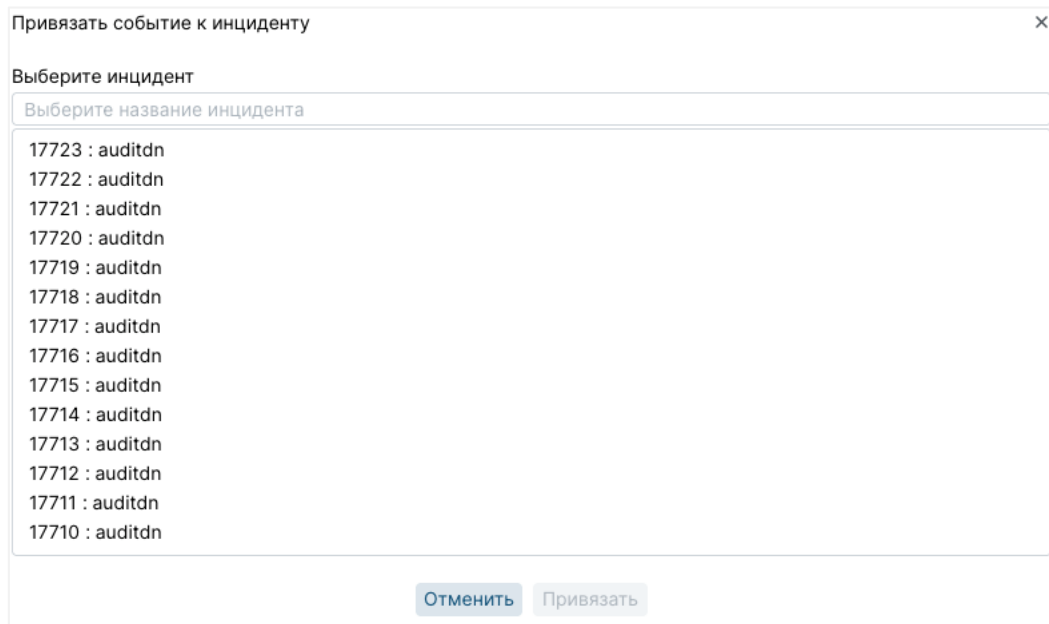 Привязать событие к инциденту
Выберите инцидент
Выберите название инцидента
17723 : auditdn
17722 : auditdn
17721 : auditdn
17720 : auditdn
17719 : auditdn
17718 : auditdn
17717 : auditdn
17716 : auditdn
17715 : auditdn
17714 : auditdn
17713 : auditdn
17712 : auditdn
17711 : auditdn
17710 : auditdn
Отменить Привязать